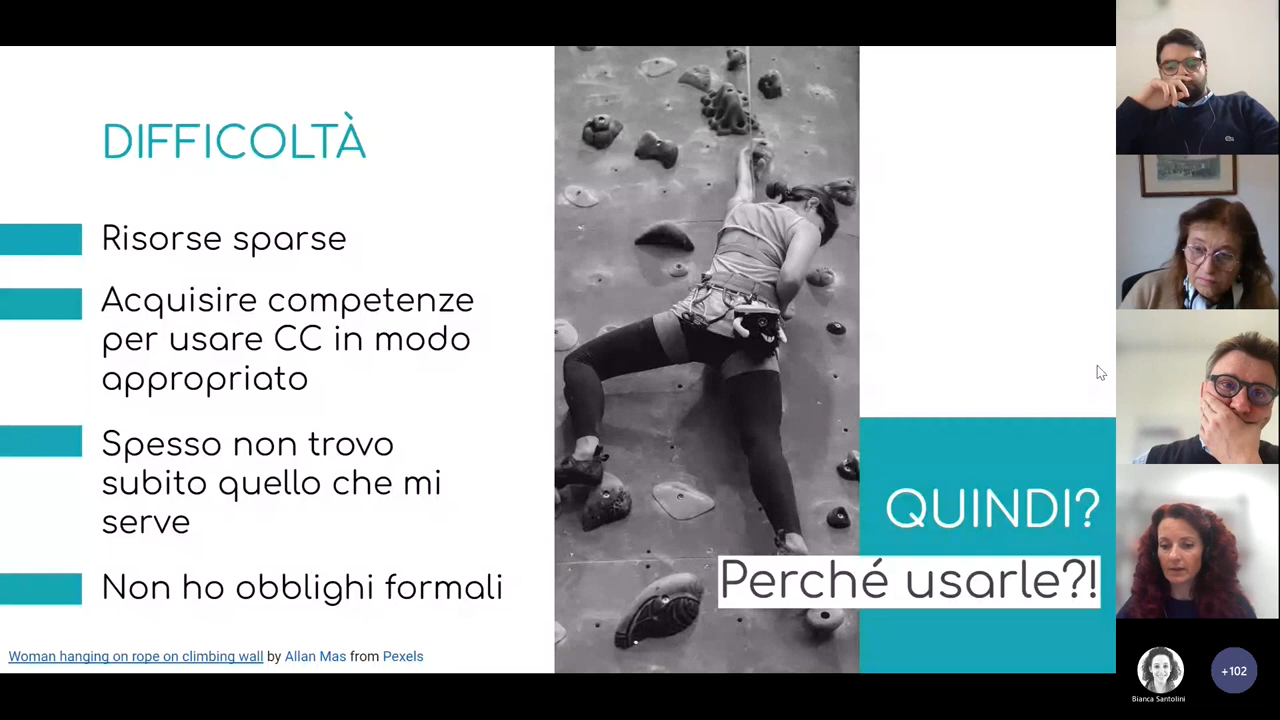 DIFFICOLTÀ
Risorse sparse
Acquisire competenze
per usare CC in modo
appropriato
Spesso non trovo
subito quello che mi
serve
Non ho obblighi formali
QUINDI?
Perché usarle?!
Woman hanging on rope on climbing wall by Allan Mas from Pexels
Bianca Santolini
+102